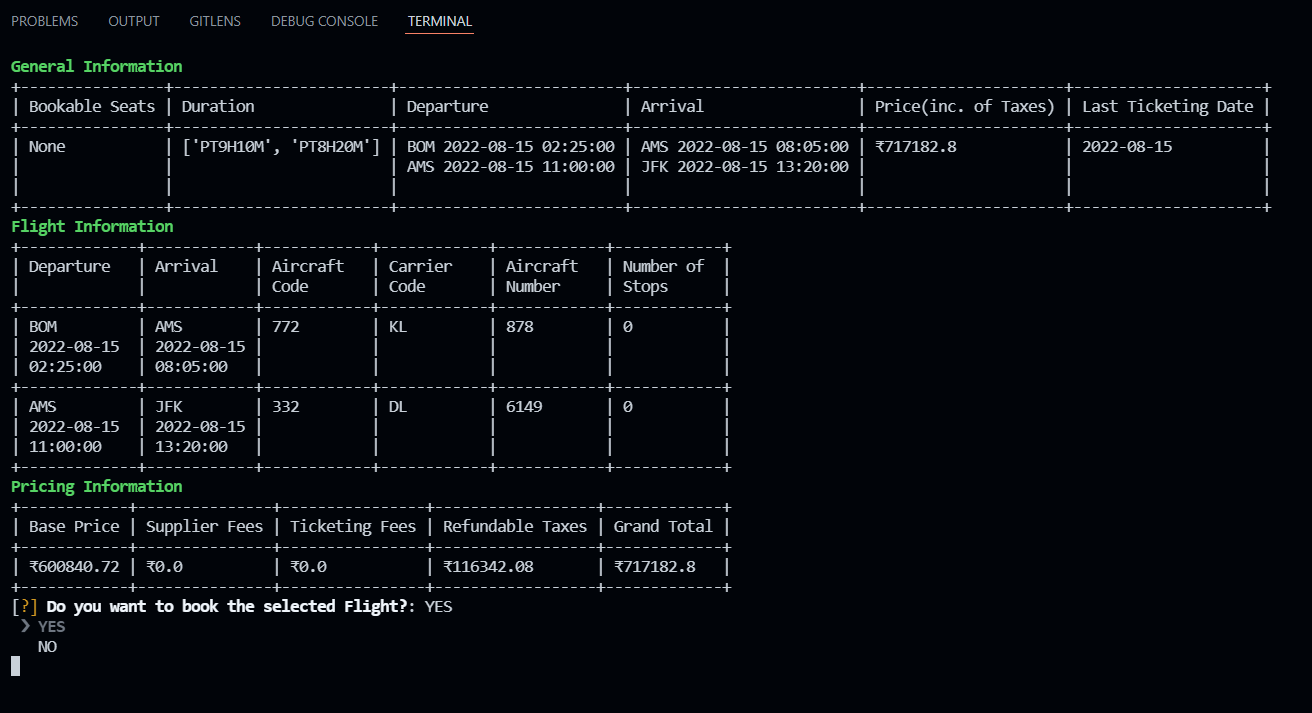 PROBLEMS OUTPUT GITLENS DEBUG CONSOLE TERMINAL
General Information
+----------------+------------------------+-------------------------+-------------------------+----------------------+---------------------+
| Bookable Seats | Duration               | Departure               | Arrival                 | Price(inc. of Taxes) | Last Ticketing Date |
+----------------+------------------------+-------------------------+-------------------------+----------------------+---------------------+
| None           | ['PT9H10M', 'PT8H20M'] | BOM 2022-08-15 02:25:00 | AMS 2022-08-15 08:05:00 | ₹717182.8            | 2022-08-15          |
|                |                        | AMS 2022-08-15 11:00:00 | JFK 2022-08-15 13:20:00 |                      |                     |
|                |                        |                         |                         |                      |                     |
+----------------+------------------------+-------------------------+-------------------------+----------------------+---------------------+
Flight Information
+-------------+------------+------------+------------+------------+------------+
| Departure   | Arrival    | Aircraft   | Carrier    | Aircraft   | Number of  |
|             |            | Code       | Code       | Number     | Stops      |
+-------------+------------+------------+------------+------------+------------+
| BOM         | AMS        | 772        | KL         | 878        | 0          |
| 2022-08-15  | 2022-08-15 |            |            |            |            |
| 02:25:00    | 08:05:00   |            |            |            |            |
+-------------+------------+------------+------------+------------+------------+
| AMS         | JFK        | 332        | DL         | 6149       | 0          |
| 2022-08-15  | 2022-08-15 |            |            |            |            |
| 11:00:00    | 13:20:00   |            |            |            |            |
+-------------+------------+------------+------------+------------+------------+
Pricing Information
+------------+---------------+----------------+------------------+-------------+
| Base Price | Supplier Fees | Ticketing Fees | Refundable Taxes | Grand Total |
+------------+---------------+----------------+------------------+-------------+
| ₹600840.72 | ₹0.0          | ₹0.0           | ₹116342.08       | ₹717182.8   |
+------------+---------------+----------------+------------------+-------------+
[?] Do you want to book the selected Flight?: YES
❯ YES
NO